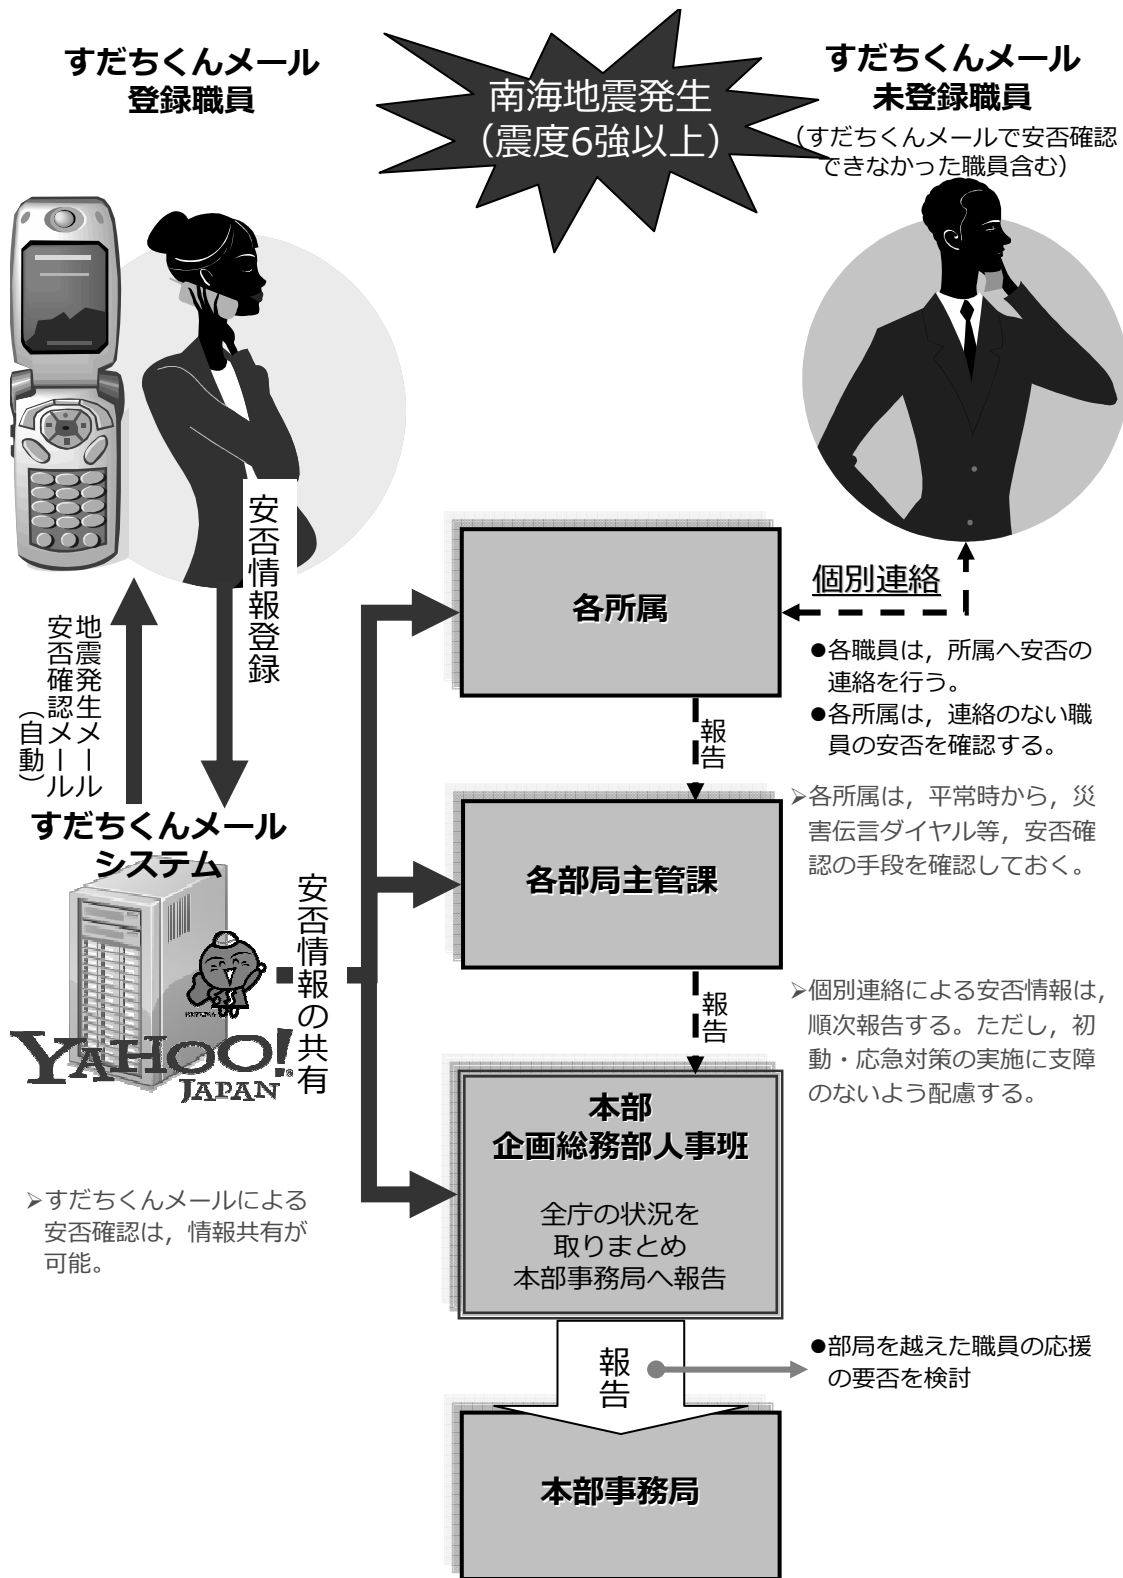 すだちくんメール
登録職員
南海地震発生
（震度6強以上）
すだちくんメール
未登録職員
（すだちくんメールで安否確認
できなかった職員含む）
安否情報登録
地震発生メール
安否確認メール
（自動）
すだちくんメール
システム
YAHOO!
JAPAN
安否情報の共有
➢すだちくんメールによる
安否確認は，情報共有が
可能。
各所属
個別連絡
●各職員は，所属へ安否の
連絡を行う。
●各所属は，連絡のない職
員の安否を確認する。
報告
➢各所属は，平常時から，災
害伝言ダイヤル等，安否確
認の手段を確認しておく。
各部局主管課
報告
➢個別連絡による安否情報は，
順次報告する。ただし，初
動・応急対策の実施に支障
のないよう配慮する。
本部
企画総務部人事班
全庁の状況を
取りまとめ
本部事務局へ報告
報告
●部局を越えた職員の応援
の要否を検討
本部事務局